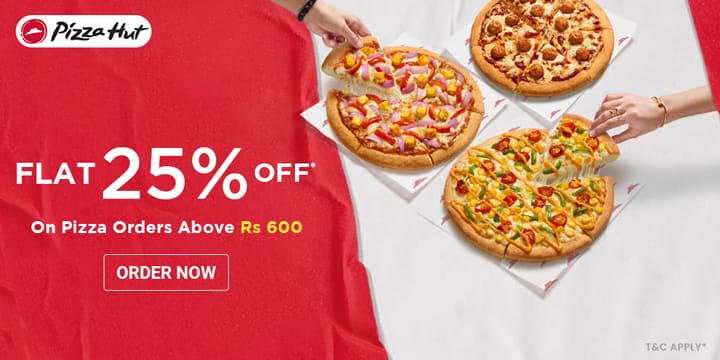 Pizza Hut
FLAT 25% OFF*
On Pizza Orders Above Rs 600
ORDER NOW
T&C APPLY*